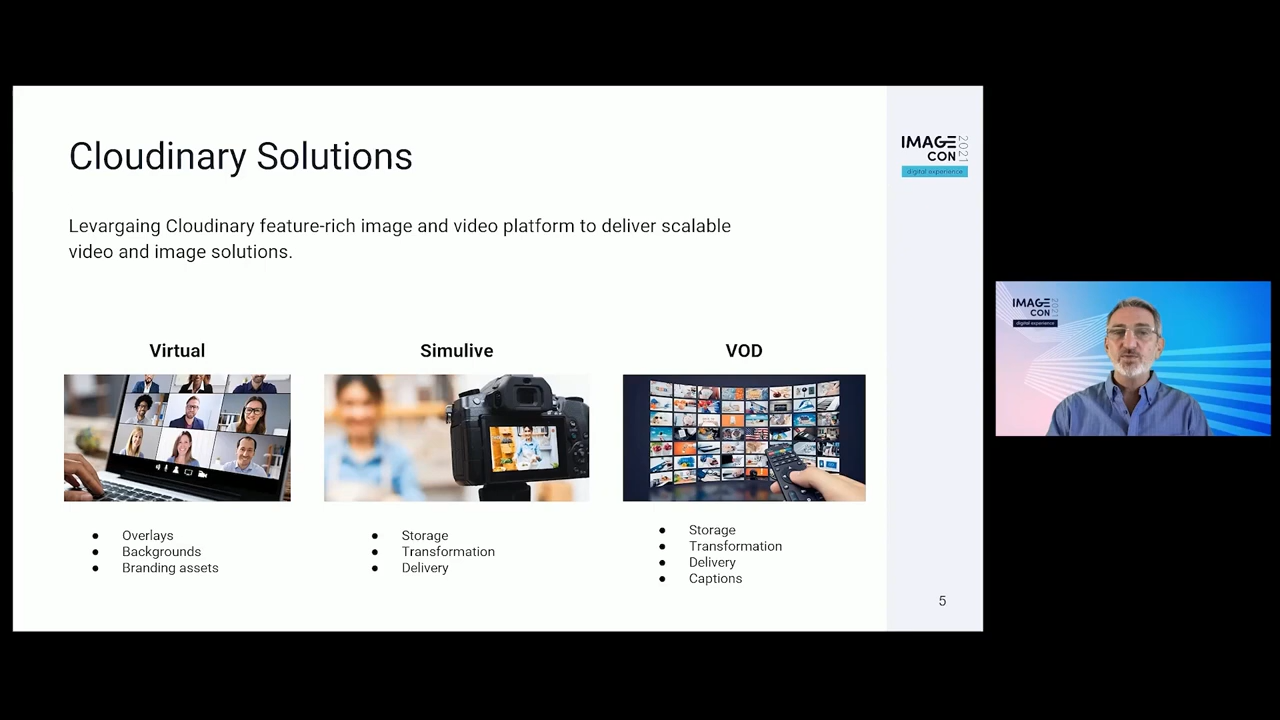 Cloudinary Solutions
IMAGE
CON
2021
digital experience
Levargaing Cloudinary feature-rich image and video platform to deliver scalable
video and image solutions.
Virtual
Simulive
VOD
Overlays
Backgrounds
Branding assets
Storage
Transformation
Delivery
Storage
Transformation
Delivery
Captions
5
IMAGE
CON
2021
digital experience